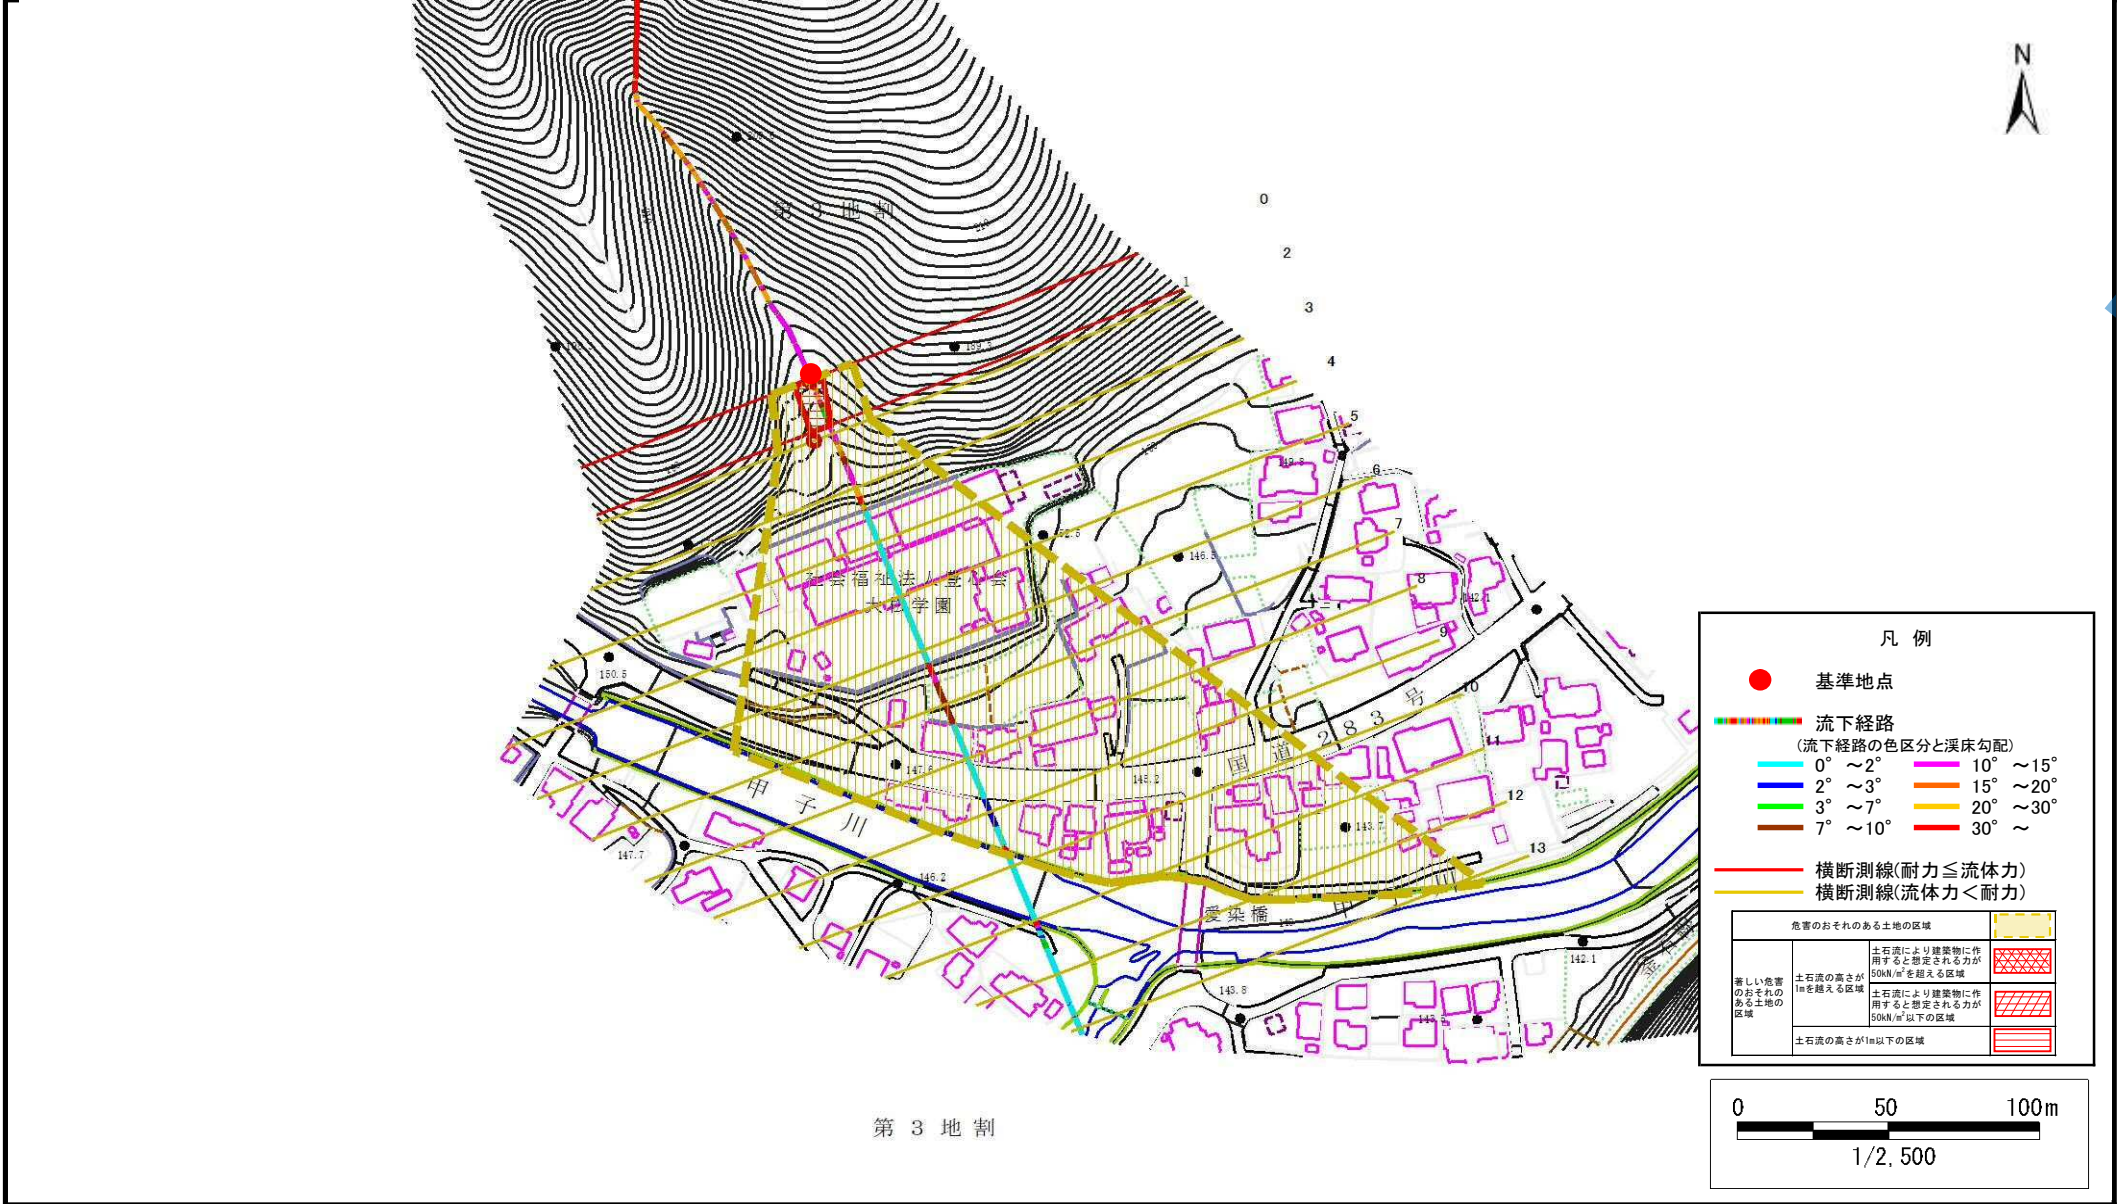 N
第 3 地 割
0
2
1
3
4
5
6
7
8
9
10
11
12
13
189.5
149.8
146.5
142.1
150.5
大 学園
国 道 283 号
147.6
145.2
143.7
甲 子 川
147.7
146.2
愛染橋
143.8
142.1
143.5
第 3 地 割
凡 例
基準地点
流下経路
(流下経路の色区分と渓床勾配)
0° ～2° 10° ～15°
2° ～3° 15° ～20°
3° ～7° 20° ～30°
7° ～10° 30° ～
横断測線(耐力≦流体力)
横断測線(流体力＜耐力)
危害のおそれのある土地の区域
著しい危害のおそれのある土地の区域
土石流の高さが1mを越える区域
土石流により建築物に作用すると想定される力が50kN/㎡を超える区域
土石流により建築物に作用すると想定される力が50kN/㎡以下の区域
土石流の高さが1m以下の区域
0 50 100m
1/2,500